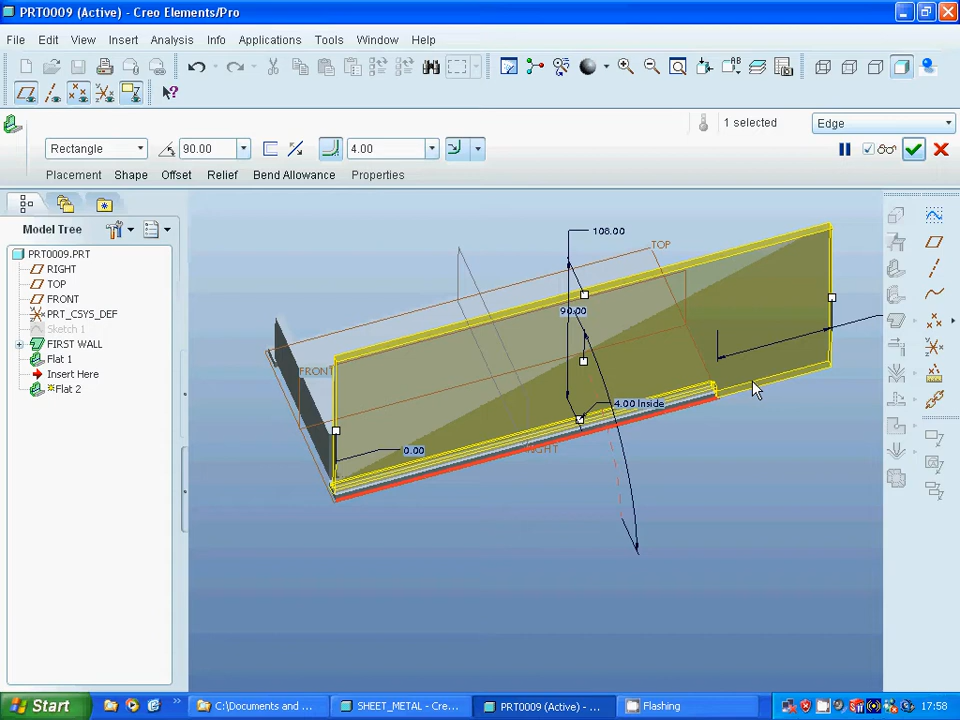 PRT0009 (Active) - Creo Elements/Pro
File Edit View Insert Analysis Info Applications Tools Window Help
1 selected
Edge
Rectangle
90.00
4.00
Placement Shape Offset Relief Bend Allowance Properties
Model Tree
PRT0009.PRT
RIGHT
TOP
FRONT
PRT_CSYS_DEF
Sketch 1
FIRST WALL
Flat 1
Insert Here
*Flat 2
108.00
TOP
90.00
FRONT
4.00 Inside
0.00
RIGHT
Start
C:\Documents and ...
SHEET_METAL - Cre...
PRT0009 (Active) - ...
Flashing
17:58